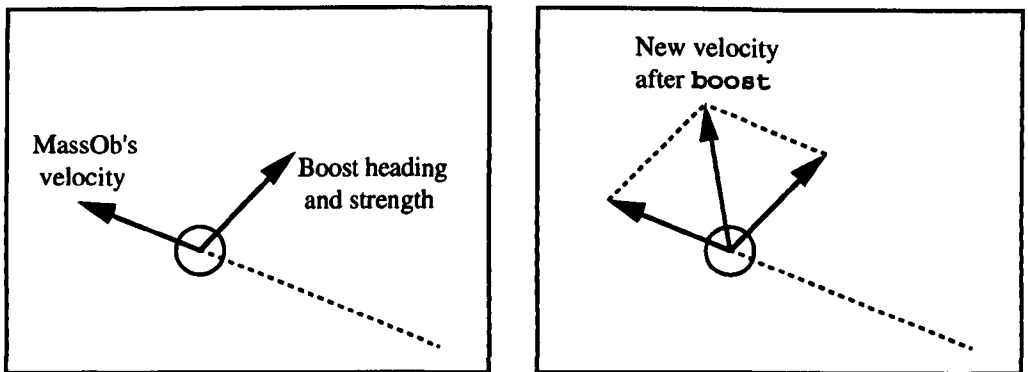 MassOb's
velocity
Boost heading
and strength
New velocity
after boost